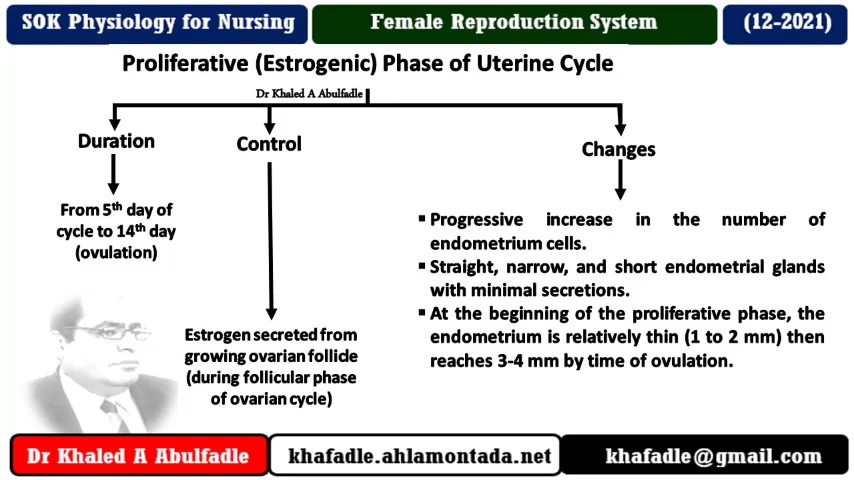 SOK Physiology for Nursing
Female Reproduction System
(12-2021)
Proliferative (Estrogenic) Phase of Uterine Cycle
Dr Khaled A Abulfadle
Duration
Control
Changes
From 5th day of
cycle to 14th day
(ovulation)
Estrogen secreted from
growing ovarian follicle
(during follicular phase
of ovarian cycle)
▪ Progressive increase in the number of
endometrium cells.
▪ Straight, narrow, and short endometrial glands
with minimal secretions.
▪ At the beginning of the proliferative phase, the
endometrium is relatively thin (1 to 2 mm) then
reaches 3-4 mm by time of ovulation.
Dr Khaled A Abulfadle
khafadle.ahlamontada.net
khafadle@gmail.com